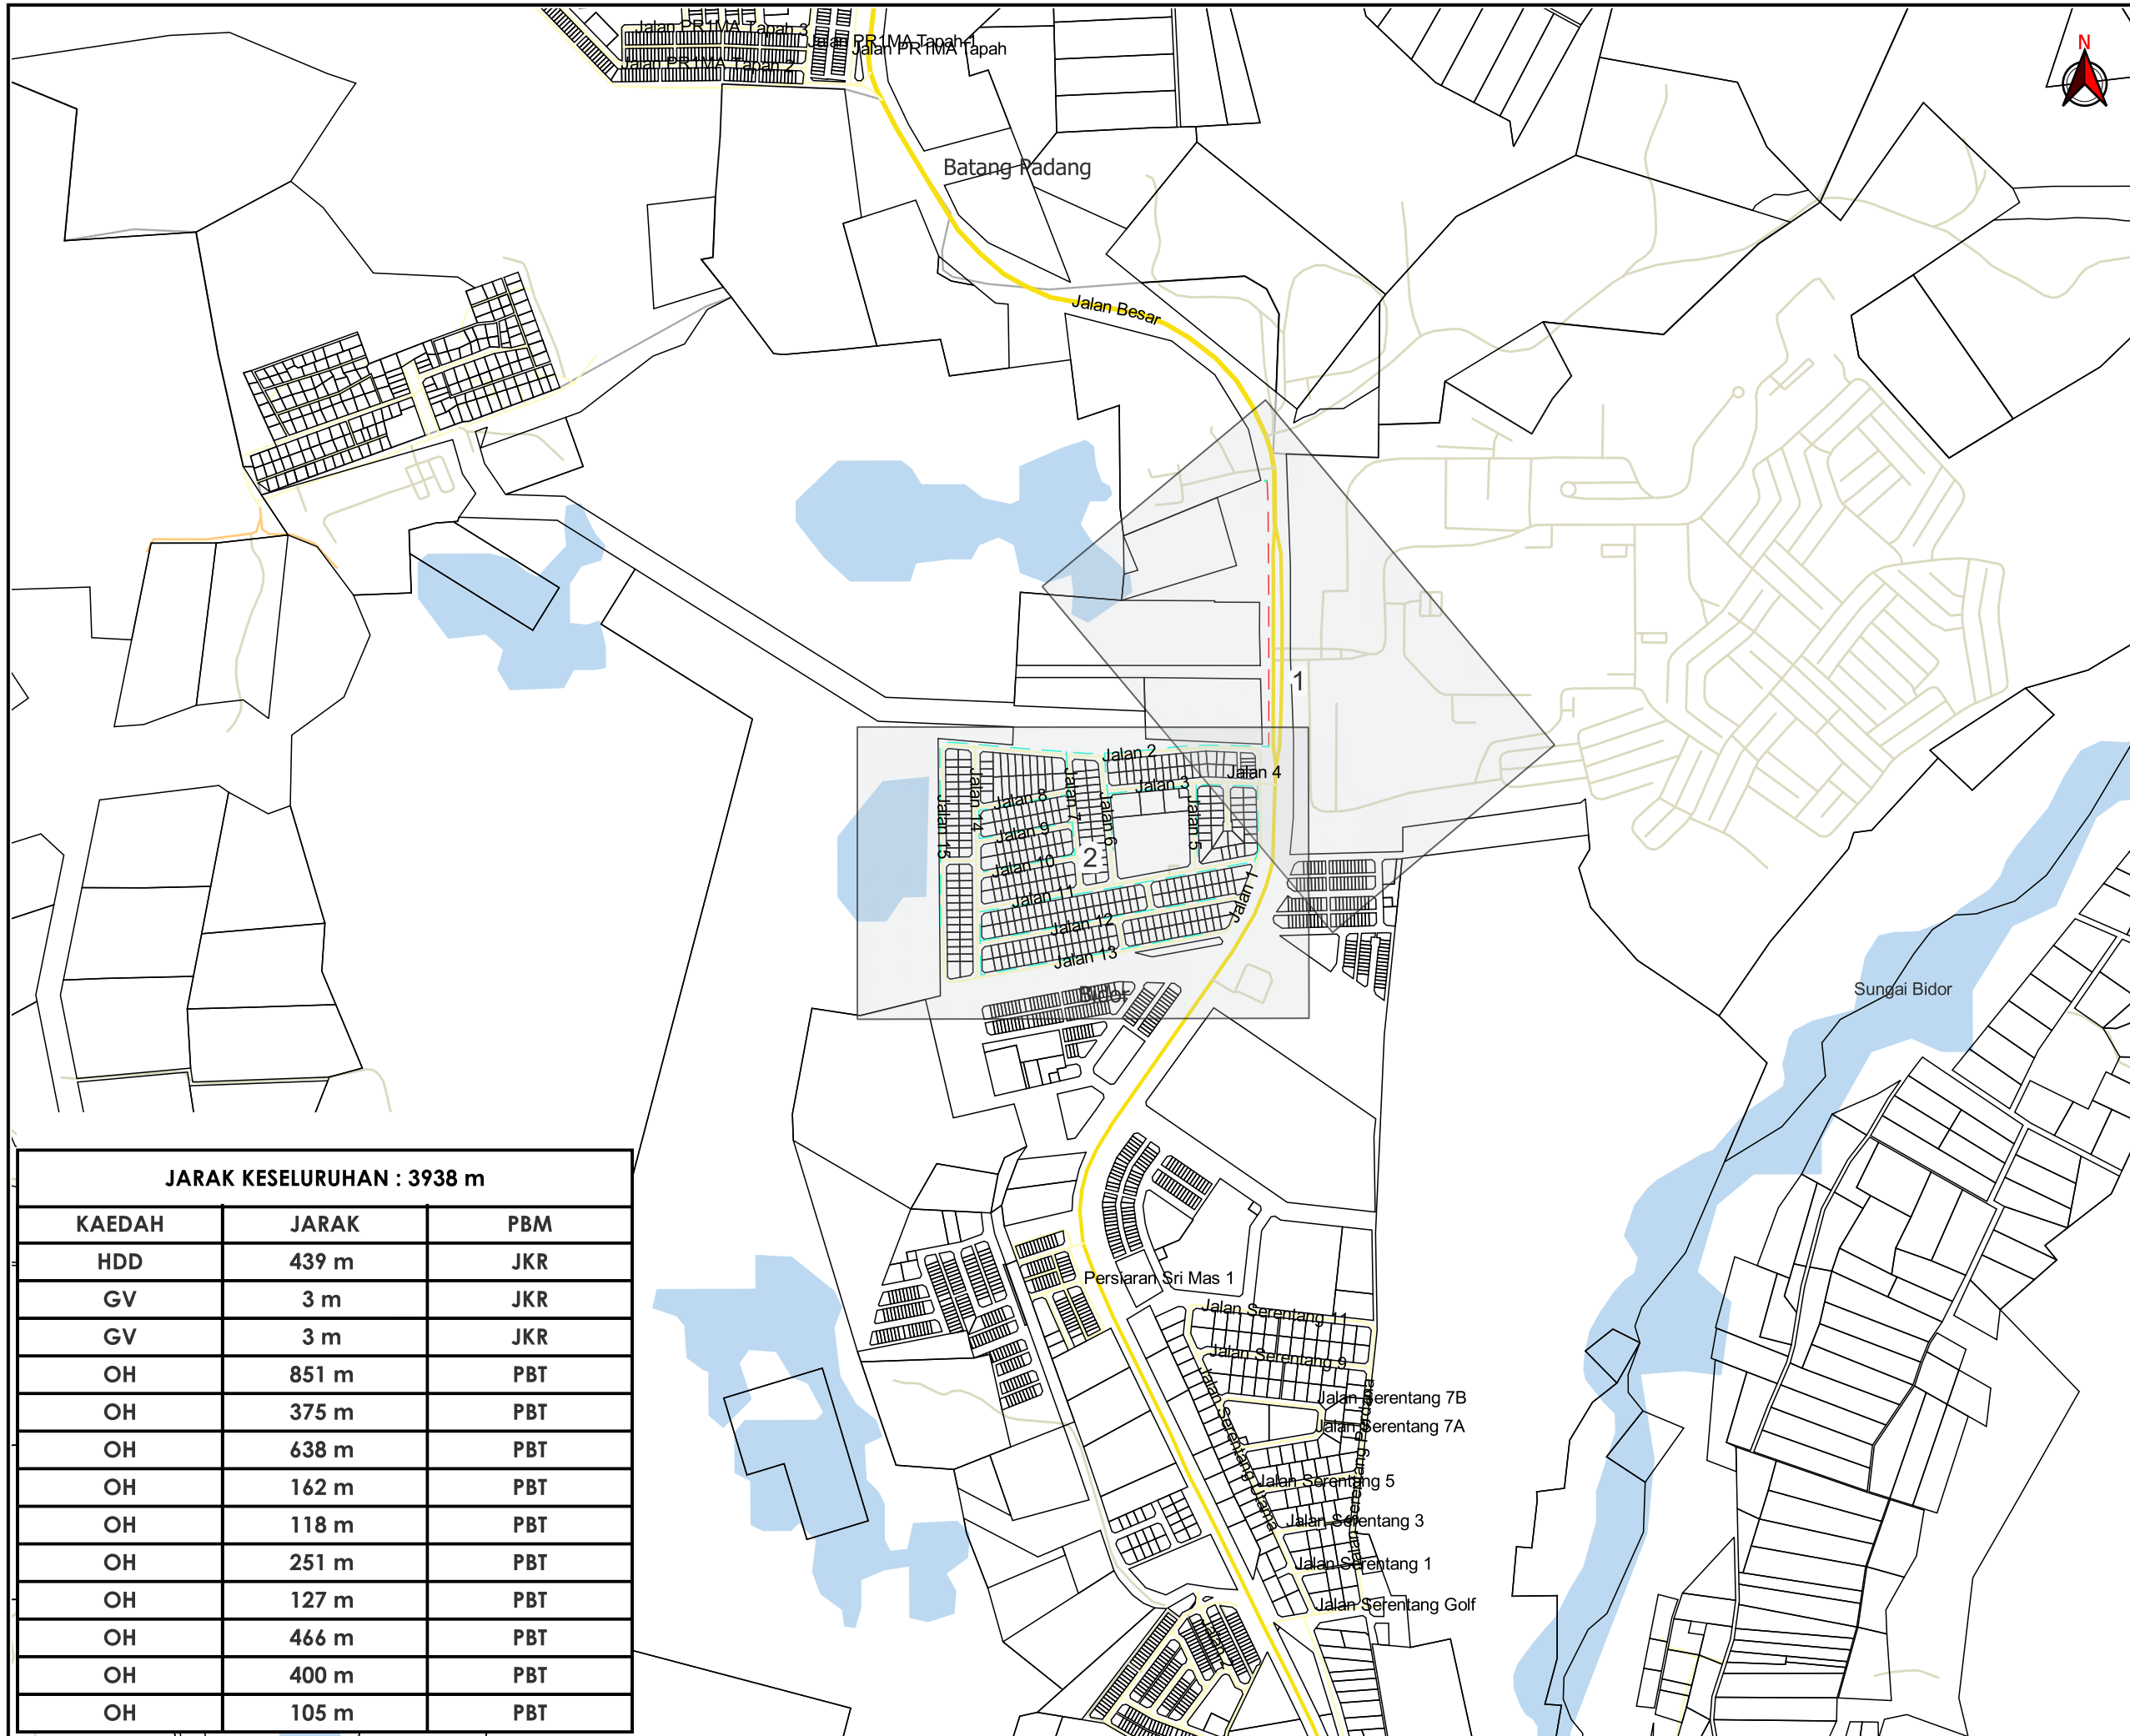 Jalan PR1MA Tapah 3
Jalan PR1MA Tapah 1
Jalan PR1MA Tapah
Jalan PR1MA Tapah 2
N
Batang Padang
Jalan Besar
1
Jalan 2
Jalan 4
Jalan 3
Jalan 8
Jalan 14
Jalan 7
Jalan 15
Jalan 9
Jalan 6
Jalan 5
2
Jalan 10
Jalan 11
Jalan 1
Jalan 12
Jalan 13
Bidor
Sungai Bidor
JARAK KESELURUHAN : 3938 m
KAEDAH JARAK PBM
HDD 439 m JKR
GV 3 m JKR
GV 3 m JKR
OH 851 m PBT
OH 375 m PBT
OH 638 m PBT
OH 162 m PBT
OH 118 m PBT
OH 251 m PBT
OH 127 m PBT
OH 466 m PBT
OH 400 m PBT
OH 105 m PBT
Persiaran Sri Mas 1
Jalan Serentang 11
Jalan Serentang 9
Jalan Serentang 7B
Jalan Serentang 7A
Jalan Serentang Utama
Jalan Serentang Perdana
Jalan Serentang 5
Jalan Serentang 3
Jalan Serentang 1
Jalan Serentang Golf